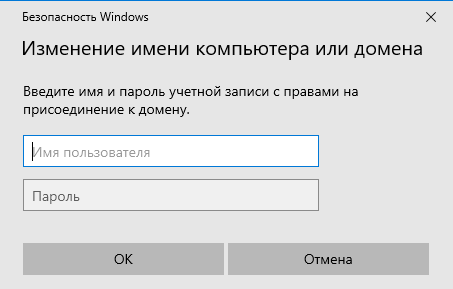 Безопасность Windows
Изменение имени компьютера или домена
Введите имя и пароль учетной записи с правами на
присоединение к домену.
Имя пользователя
Пароль
ОК
Отмена